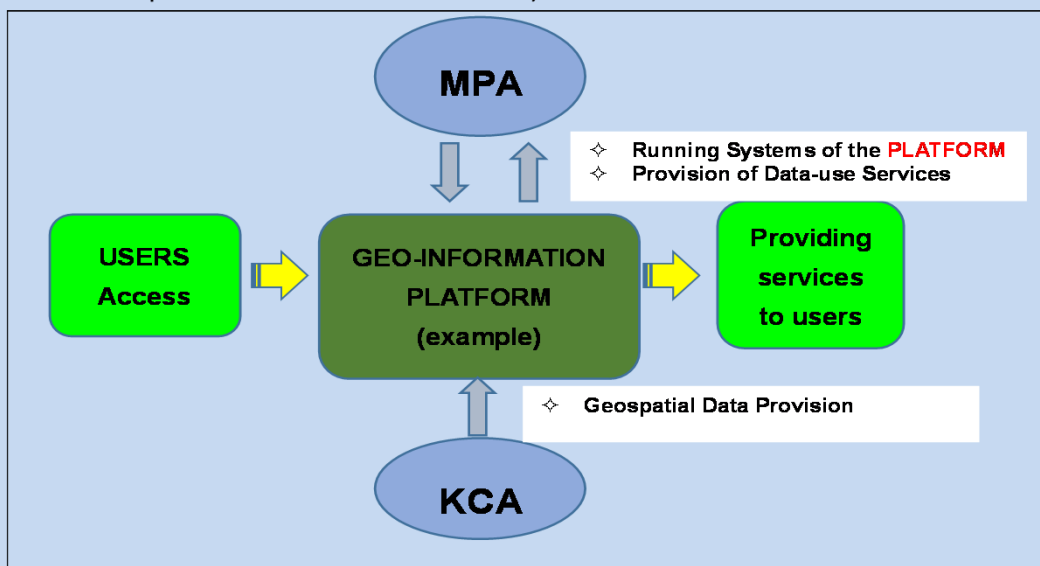 MPA
✧ Running Systems of the PLATFORM
✧ Provision of Data-use Services
USERS
Access
GEO-INFORMATION
PLATFORM
(example)
Providing
services
to users
✧ Geospatial Data Provision
KCA